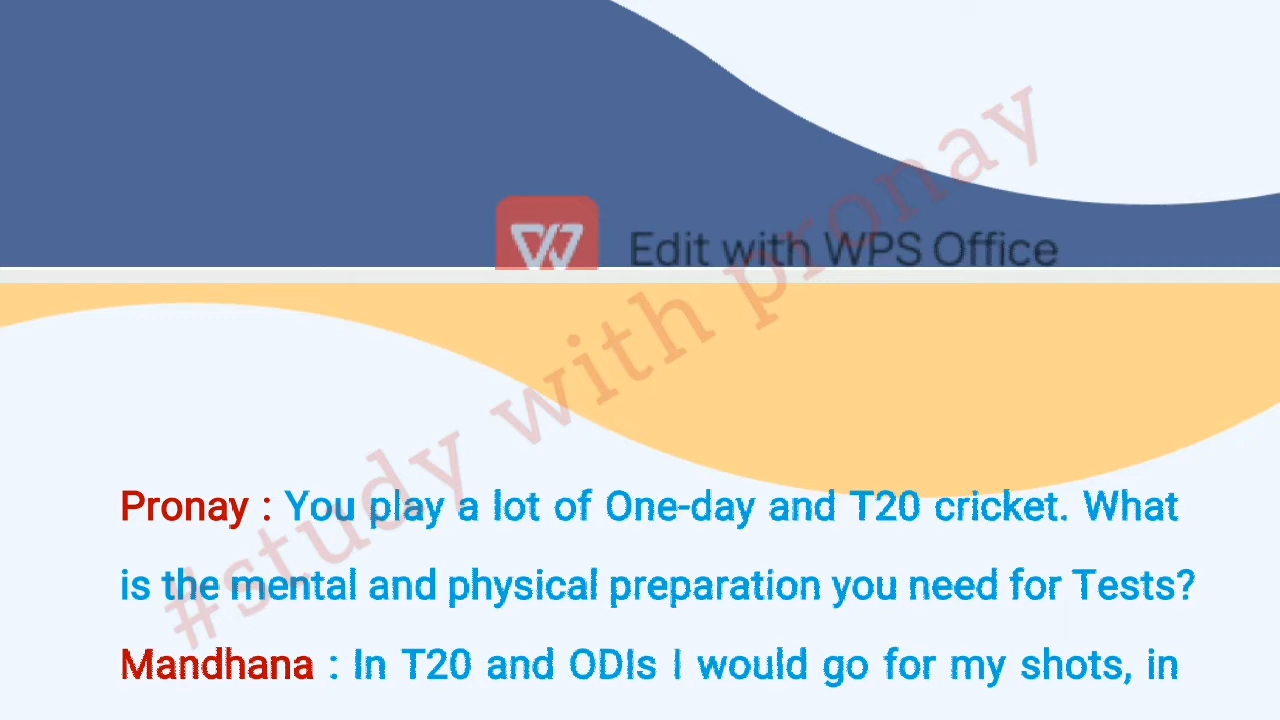 Edit with WPS Office
#study with pronay
Pronay : You play a lot of One-day and T20 cricket. What
is the mental and physical preparation you need for Tests?
Mandhana : In T20 and ODIs I would go for my shots, in